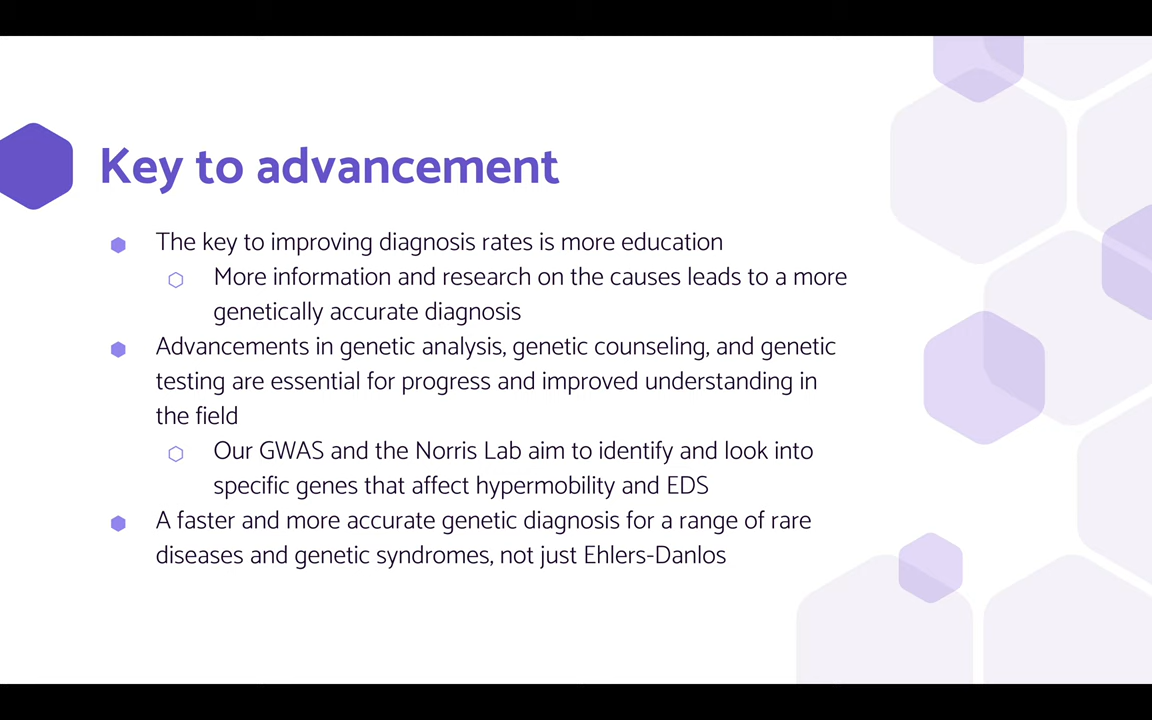 Key to advancement
The key to improving diagnosis rates is more education
More information and research on the causes leads to a more
genetically accurate diagnosis
Advancements in genetic analysis, genetic counseling, and genetic
testing are essential for progress and improved understanding in
the field
Our GWAS and the Norris Lab aim to identify and look into
specific genes that affect hypermobility and EDS
A faster and more accurate genetic diagnosis for a range of rare
diseases and genetic syndromes, not just Ehlers-Danlos